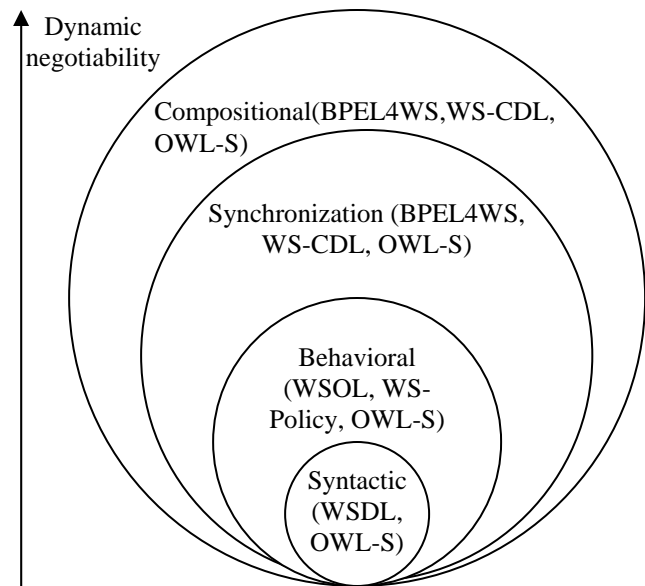 Dynamic
negotiability
Compositional(BPEL4WS,WS-CDL,
OWL-S)
Synchronization (BPEL4WS,
WS-CDL, OWL-S)
Behavioral
(WSOL, WS-
Policy, OWL-S)
Syntactic
(WSDL,
OWL-S)